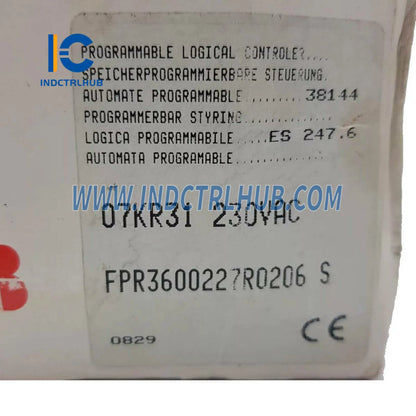 IC
INDCTRLHUB
PROGRAMMABLE LOGICAL CONTROLER....
SPEICHERPROGRAMMIERBARE STEUERUNG.
AUTOMATE PROGRAMMABLE.........38144
PROGRAMMERBAR STYRING............
LOGICA PROGRAMMABILE.....ES 247.6
AUTOMATA PROGRAMABLE............
WWW.INDCTRLHUB.COM
07KR31 230VAC
FPR3600227R0206 S
0829
CE